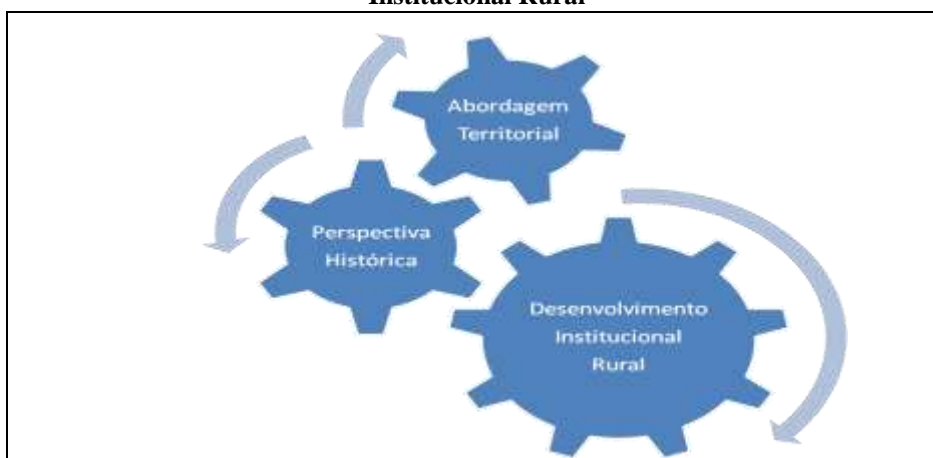 Institucional Rural
Abordagem
Territorial
Perspectiva
Histórica
Desenvolvimento
Institucional
Rural